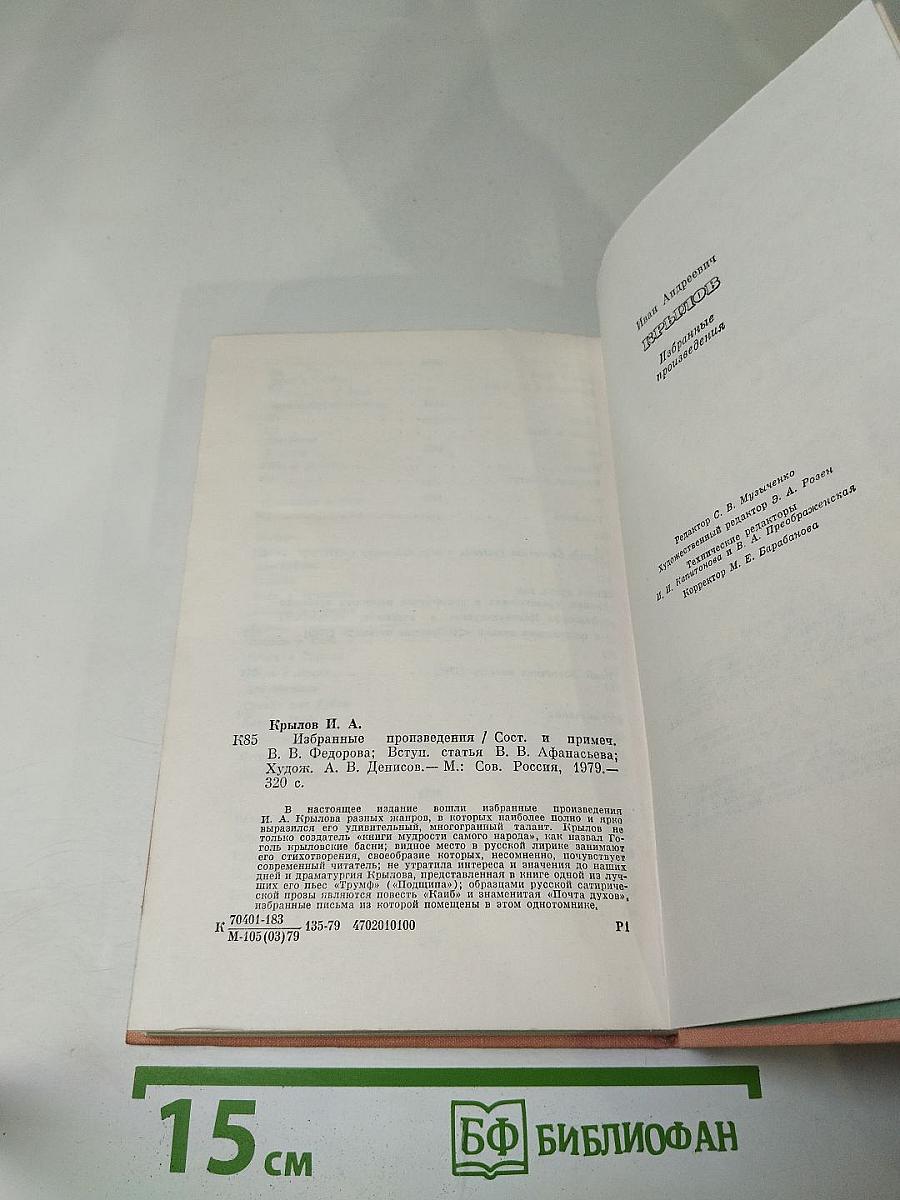 Крылов И. А.
К85 Избранные произведения / Сост. и примеч.
В. В. Федорова; Вступ. статья В. В. Афанасьева;
Худож. А. В. Денисов.— М.: Сов. Россия, 1979.—
320 с.
В настоящее издание вошли избранные произведения
И. А. Крылова разных жанров, в которых наиболее полно и ярко
выразился его удивительный, многогранный талант. Крылов не
только создатель «книги мудрости самого народа», как назвал Го-
голь крыловские басни; видное место в русской лирике занимают
его стихотворения, своеобразие которых, несомненно, почувствует
современный читатель; не утратила интереса и значения до наших
дней и драматургия Крылова, представленная в книге одной из луч-
ших его пьес «Трумф» («Подщипа»); образцами русской сатириче-
ской прозы являются повесть «Каиб» и знаменитая «Почта духов»,
избранные письма из которой помещены в этом однотомнике.
К 70401-183
М-105(03)79 135-79 4702010100 Р1
Иван Андреевич
КРЫЛОВ
Избранные
произведения
Редактор С. В. Музыченко
Художественный редактор Э. А. Розен
Технические редакторы
И. И. Капитонова и В. А. Преображенская
Корректор М. Е. Барабанова
15 см
БФ БИБЛИОФАН